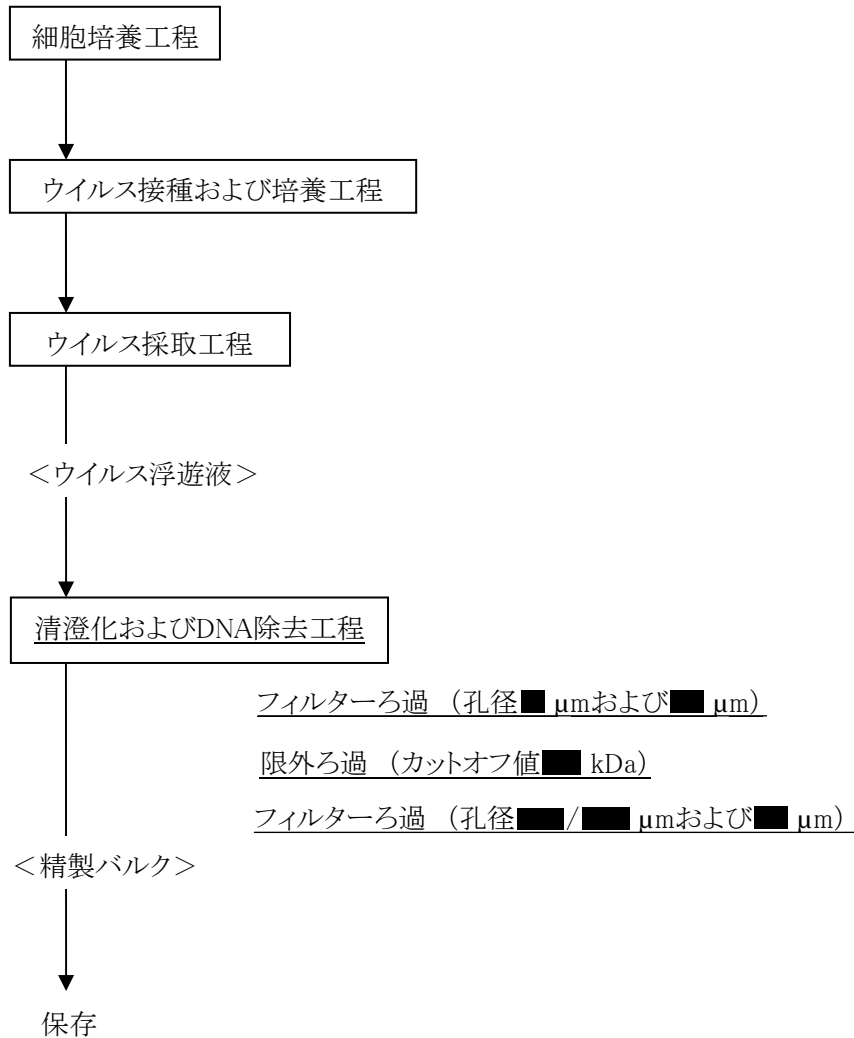 細胞培養工程
ウイルス接種および培養工程
ウイルス採取工程
<ウイルス浮遊液>
清澄化およびDNA除去工程
フィルターろ過 (孔径■ μmおよび■ μm)
限外ろ過 (カットオフ値■ kDa)
フィルターろ過 (孔径■/■ μmおよび■ μm)
<精製バルク>
保存